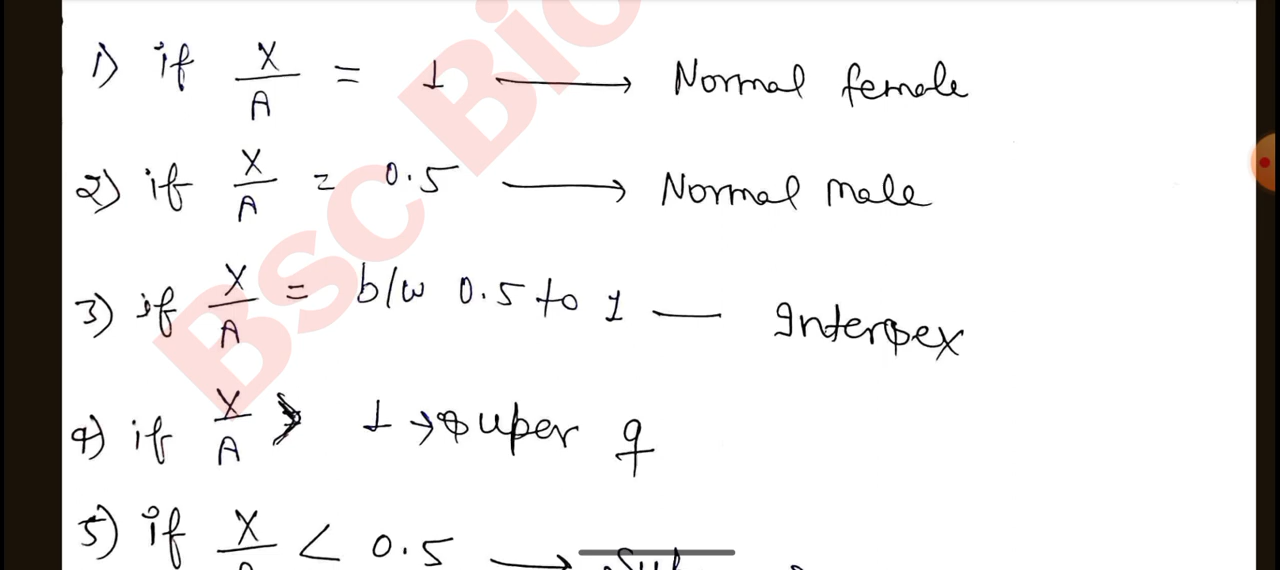 1) if X/A = 1 ⟶ Normal female
2) if X/A = 0.5 ⟶ Normal male
3) if X/A = b/w 0.5 to 1 — Intersex
4) if X/A > 1 → Super ♀
5) if X/A < 0.5 ⟶
Bsc Bio